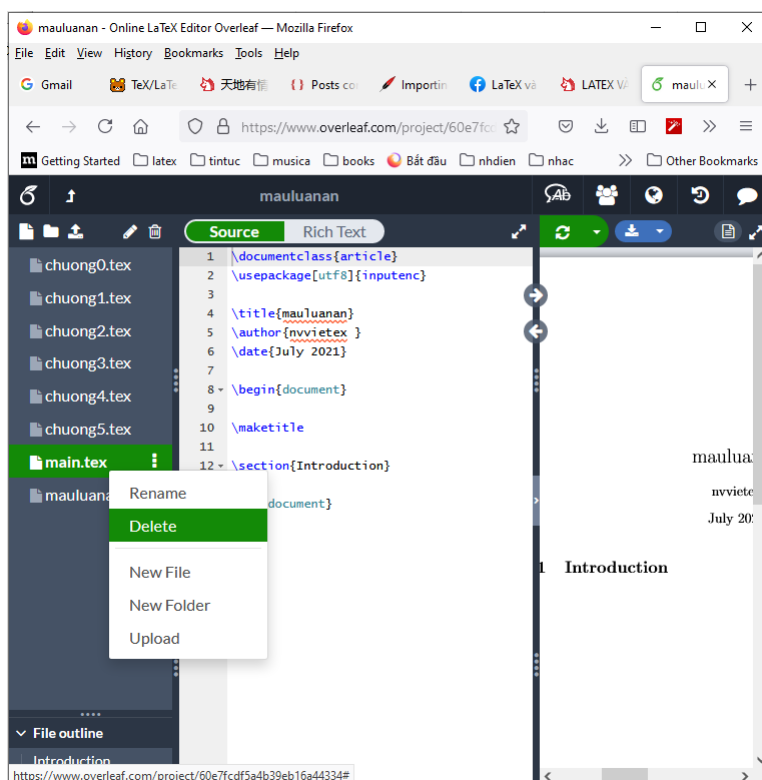 mauluanan - Online LaTeX Editor Overleaf — Mozilla Firefox
File Edit View History Bookmarks Tools Help
Gmail TeX/LaTe 天地有情 Posts co Importin LaTeX và LATEX VÀ maulu
https://www.overleaf.com/project/60e7fcd
Getting Started latex tintuc musica books Bắt đầu nhdien nhac Other Bookmarks
mauluanan
Source Rich Text
chuong0.tex
chuong1.tex
chuong2.tex
chuong3.tex
chuong4.tex
chuong5.tex
main.tex
mauluana
Rename
Delete
New File
New Folder
Upload
File outline
Introduction
1 \documentclass{article}
2 \usepackage[utf8]{inputenc}
3
4 \title{mauluanan}
5 \author{nvvietex }
6 \date{July 2021}
7
8 \begin{document}
9
10 \maketitle
11
12 \section{Introduction}
document}
mauluan
nvviete
July 202
1 Introduction
https://www.overleaf.com/project/60e7fcdf5a4b39eb16a44334#